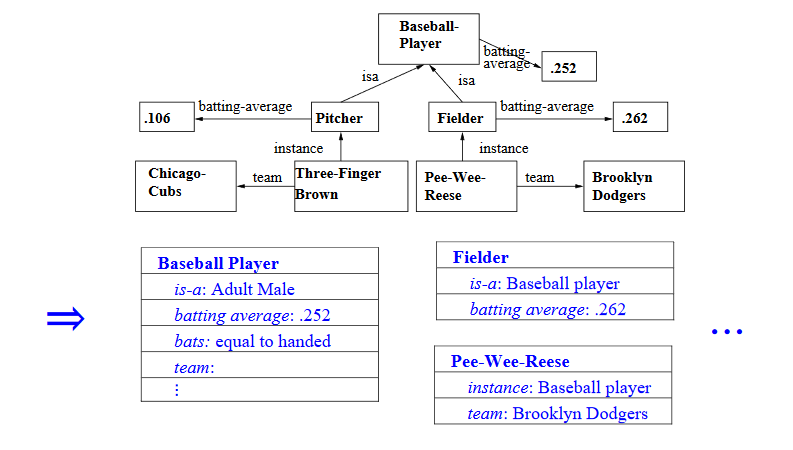 Baseball-
Player
batting-
average
.252
isa
isa
.106
batting-average
Pitcher
Fielder
batting-average
.262
instance
instance
Chicago-
Cubs
team
Three-Finger
Brown
Pee-Wee-
Reese
team
Brooklyn
Dodgers
⇒
Baseball Player
is-a: Adult Male
batting average: .252
bats: equal to handed
team:
⋮
Fielder
is-a: Baseball player
batting average: .262
Pee-Wee-Reese
instance: Baseball player
team: Brooklyn Dodgers
...